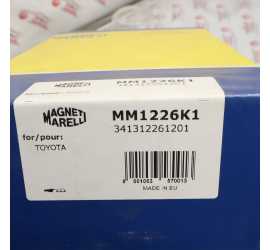 MAGNETI
MARELLI
MM1226K1
341312261201
for/pour:
TOYOTA
MADE IN EU